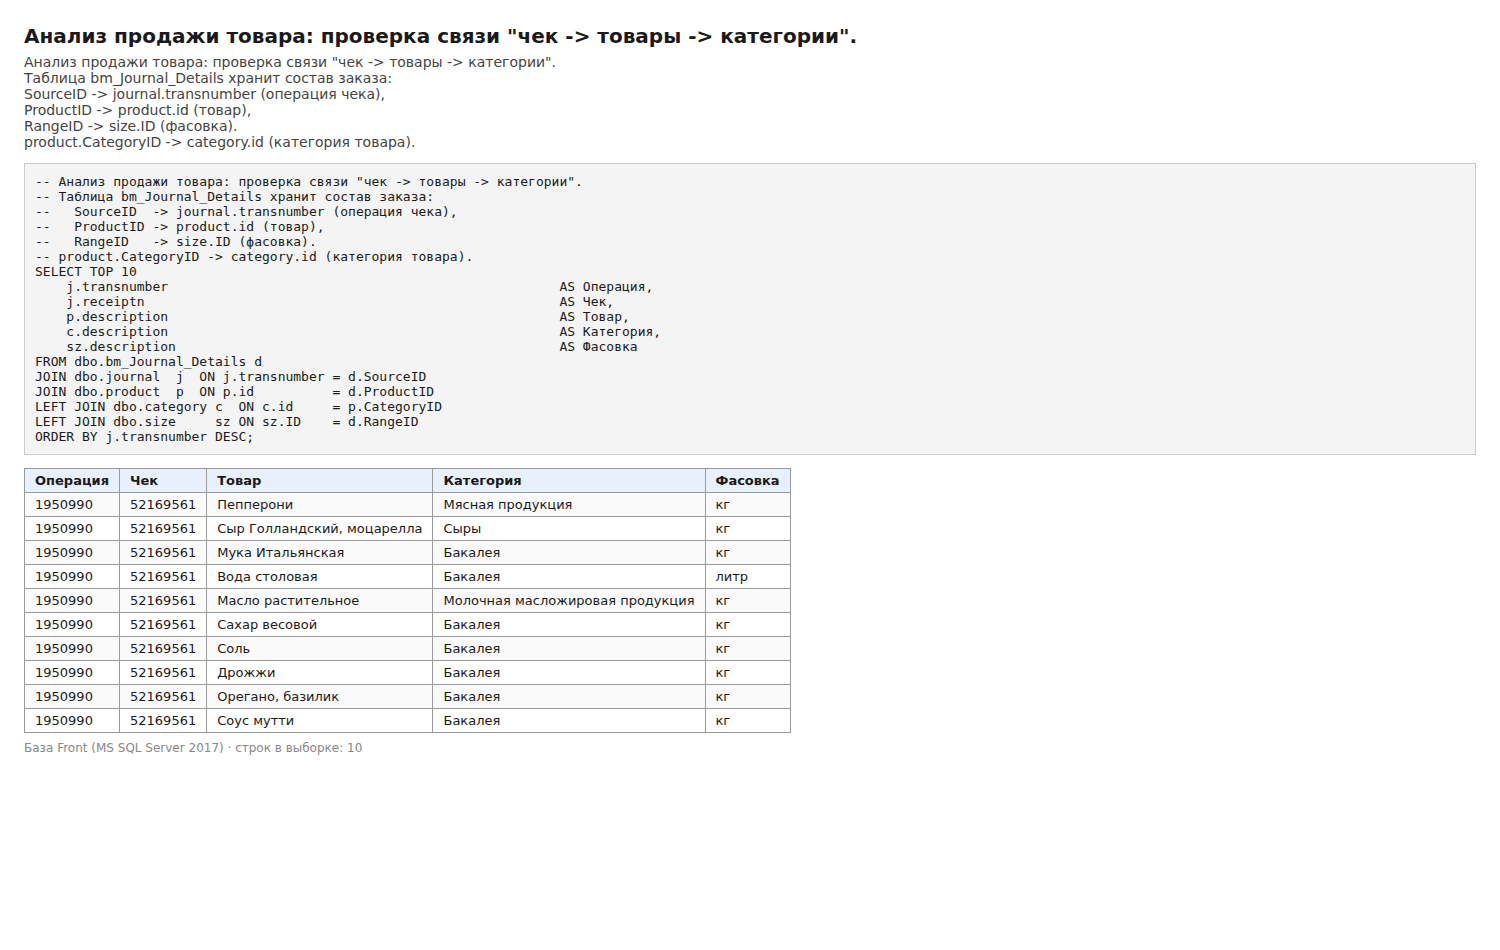 Анализ продажи товара: проверка связи "чек -> товары -> категории".
Анализ продажи товара: проверка связи "чек -> товары -> категории".
Таблица bm_Journal_Details хранит состав заказа:
SourceID -> journal.transnumber (операция чека),
ProductID -> product.id (товар),
RangeID -> size.ID (фасовка).
product.CategoryID -> category.id (категория товара).
-- Анализ продажи товара: проверка связи "чек -> товары -> категории".
-- Таблица bm_Journal_Details хранит состав заказа:
--   SourceID  -> journal.transnumber (операция чека),
--   ProductID -> product.id (товар),
--   RangeID   -> size.ID (фасовка).
-- product.CategoryID -> category.id (категория товара).
SELECT TOP 10
    j.transnumber                                                  AS Операция,
    j.receiptn                                                     AS Чек,
    p.description                                                  AS Товар,
    c.description                                                  AS Категория,
    sz.description                                                 AS Фасовка
FROM dbo.bm_Journal_Details d
JOIN dbo.journal  j  ON j.transnumber = d.SourceID
JOIN dbo.product  p  ON p.id          = d.ProductID
LEFT JOIN dbo.category c  ON c.id     = p.CategoryID
LEFT JOIN dbo.size     sz ON sz.ID    = d.RangeID
ORDER BY j.transnumber DESC;
Операция Чек Товар Категория Фасовка
1950990 52169561 Пепперони Мясная продукция кг
1950990 52169561 Сыр Голландский, моцарелла Сыры кг
1950990 52169561 Мука Итальянская Бакалея кг
1950990 52169561 Вода столовая Бакалея литр
1950990 52169561 Масло растительное Молочная масложировая продукция кг
1950990 52169561 Сахар весовой Бакалея кг
1950990 52169561 Соль Бакалея кг
1950990 52169561 Дрожжи Бакалея кг
1950990 52169561 Орегано, базилик Бакалея кг
1950990 52169561 Соус мутти Бакалея кг
База Front (MS SQL Server 2017) · строк в выборке: 10